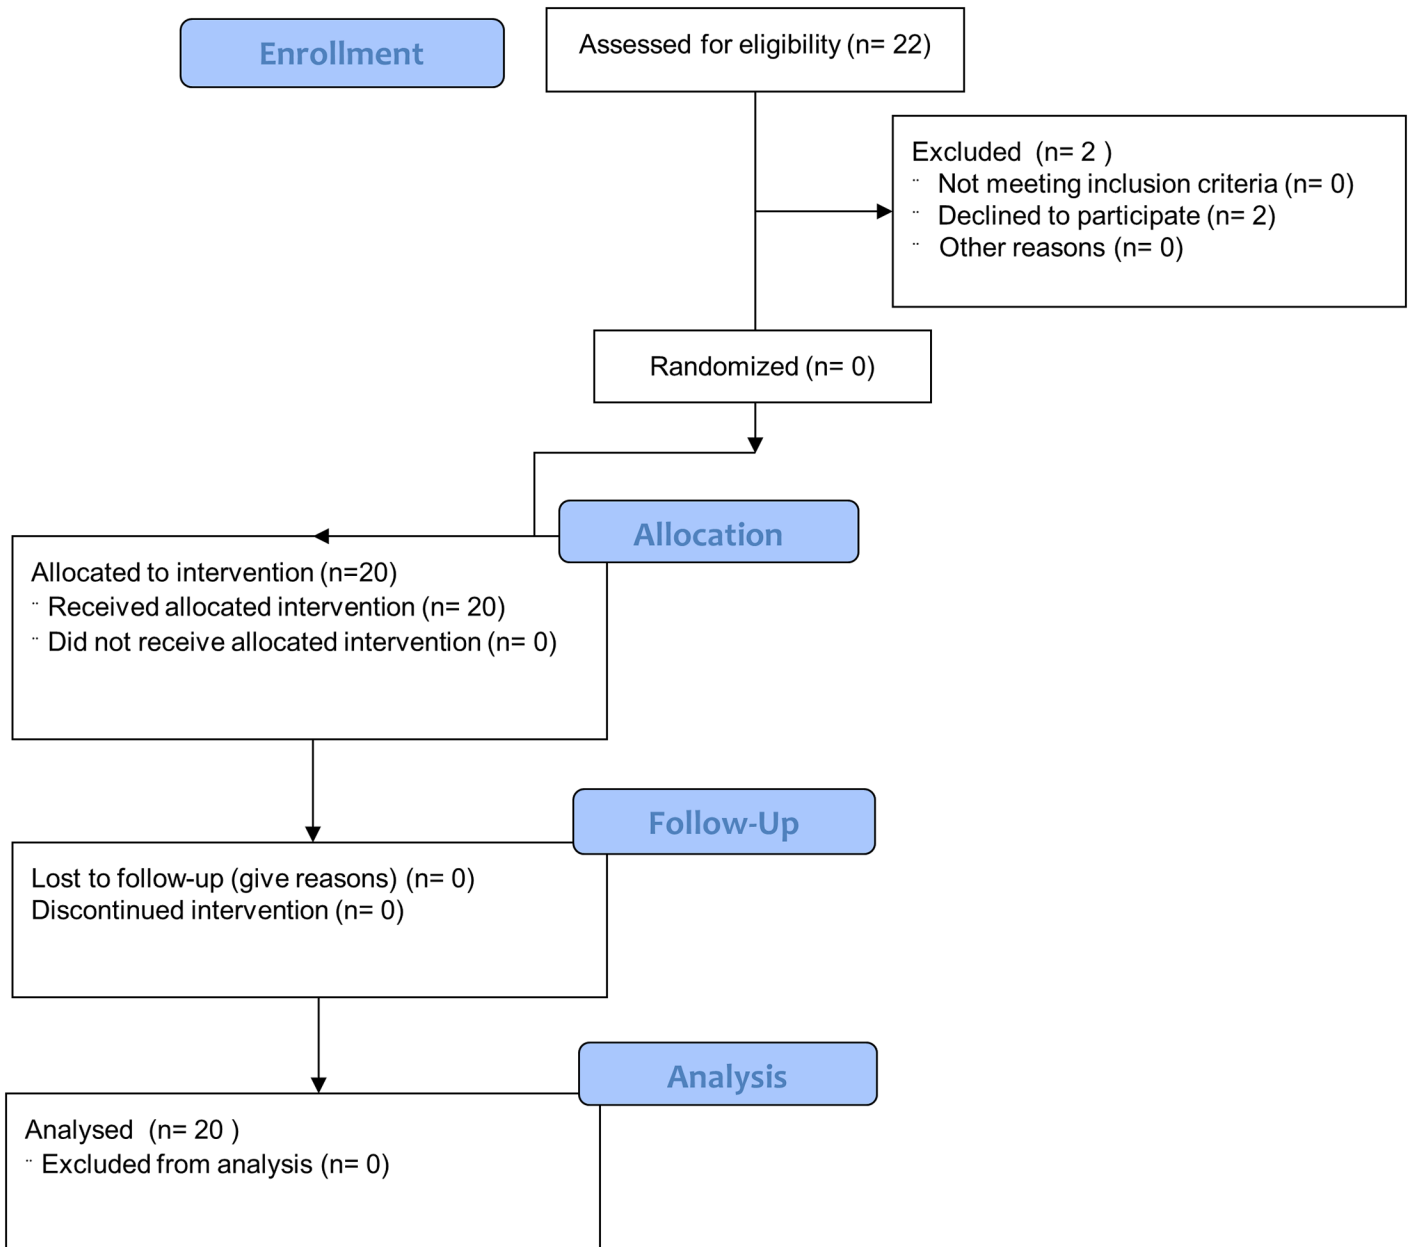 Enrollment
Assessed for eligibility (n= 22)
Excluded (n= 2 )
¨ Not meeting inclusion criteria (n= 0)
¨ Declined to participate (n= 2)
¨ Other reasons (n= 0)
Randomized (n= 0)
Allocation
Allocated to intervention (n=20)
¨ Received allocated intervention (n= 20)
¨ Did not receive allocated intervention (n= 0)
Follow-Up
Lost to follow-up (give reasons) (n= 0)
Discontinued intervention (n= 0)
Analysis
Analysed (n= 20 )
¨ Excluded from analysis (n= 0)